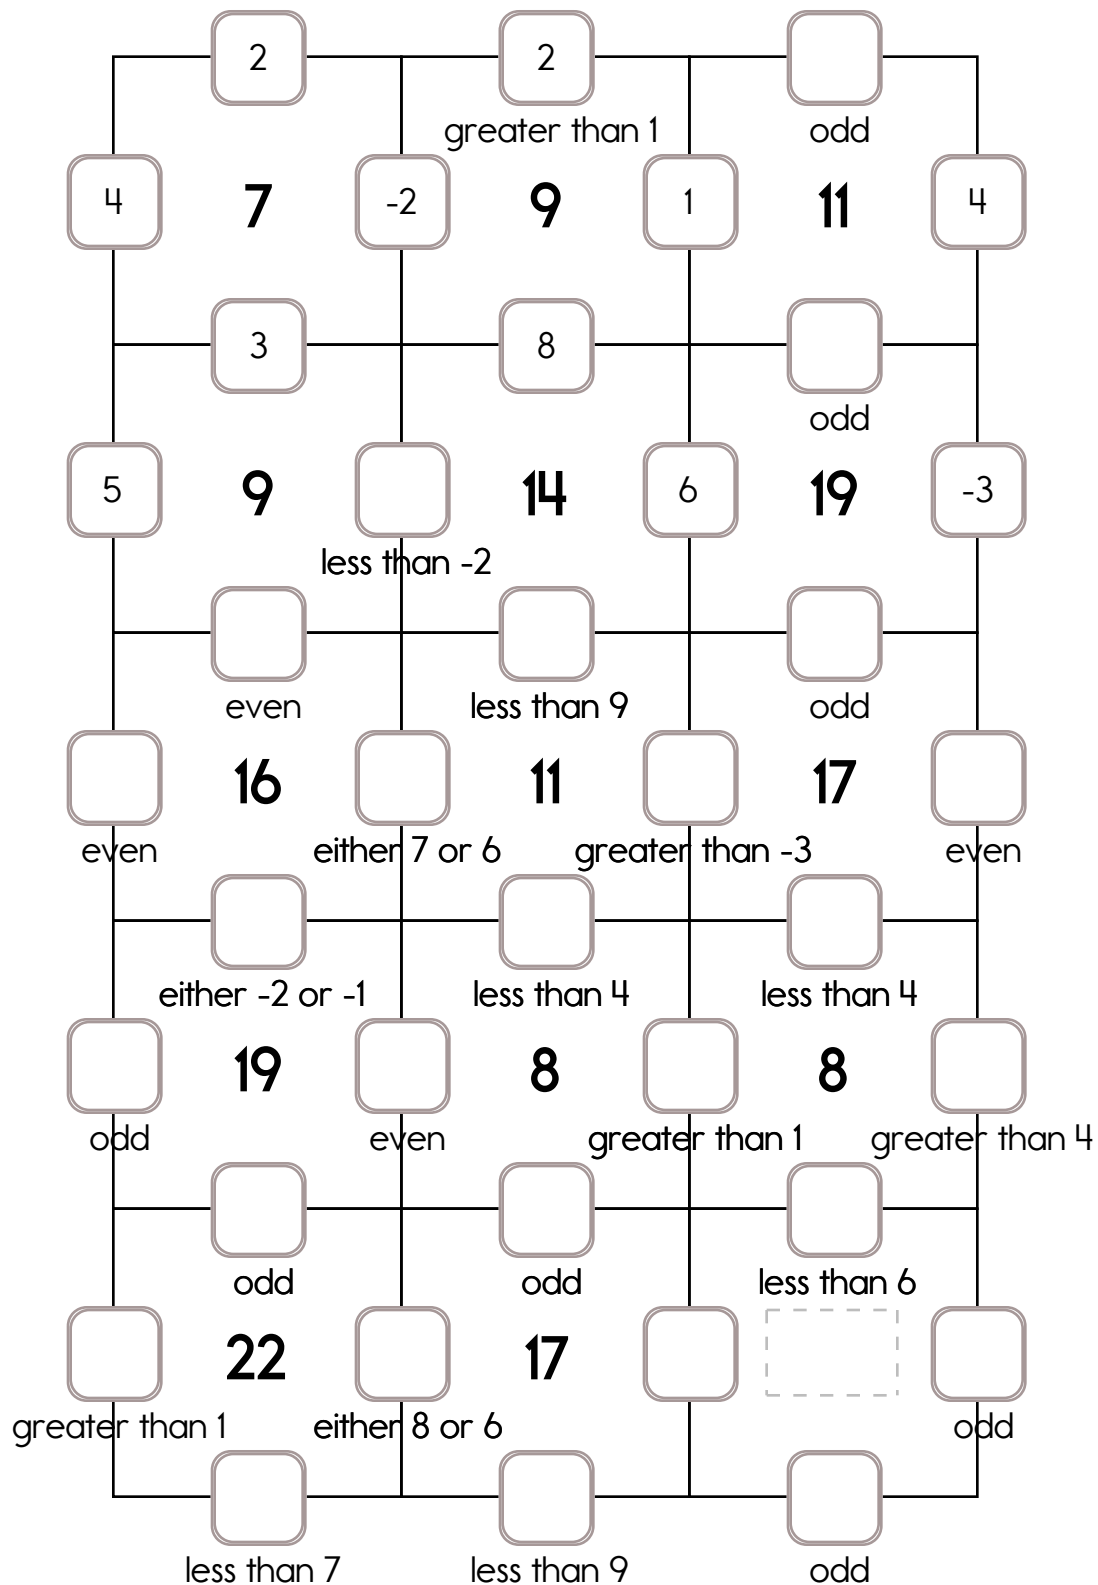 2 2
greater than 1 odd
4 7 -2 9 1 11 4
3 8
odd
5 9 14 6 19 -3
less than -2
even less than 9 odd
16 11 17
even either 7 or 6 greater than -3 even
either -2 or -1 less than 4 less than 4
19 8 8
odd even greater than 1 greater than 4
odd odd less than 6
22 17
greater than 1 either 8 or 6 odd
less than 7 less than 9 odd